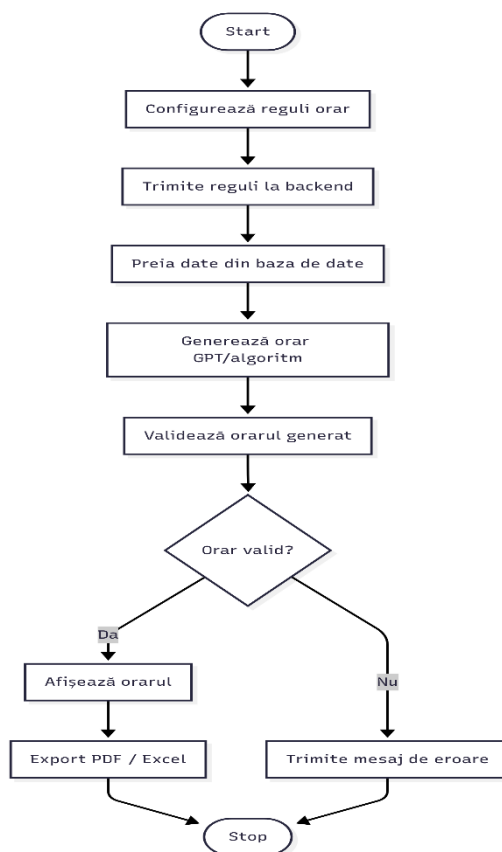 Start
Configurează reguli orar
Trimite reguli la backend
Preia date din baza de date
Generează orar
GPT/algoritm
Validează orarul generat
Orar valid?
Da
Nu
Afișează orarul
Export PDF / Excel
Trimite mesaj de eroare
Stop